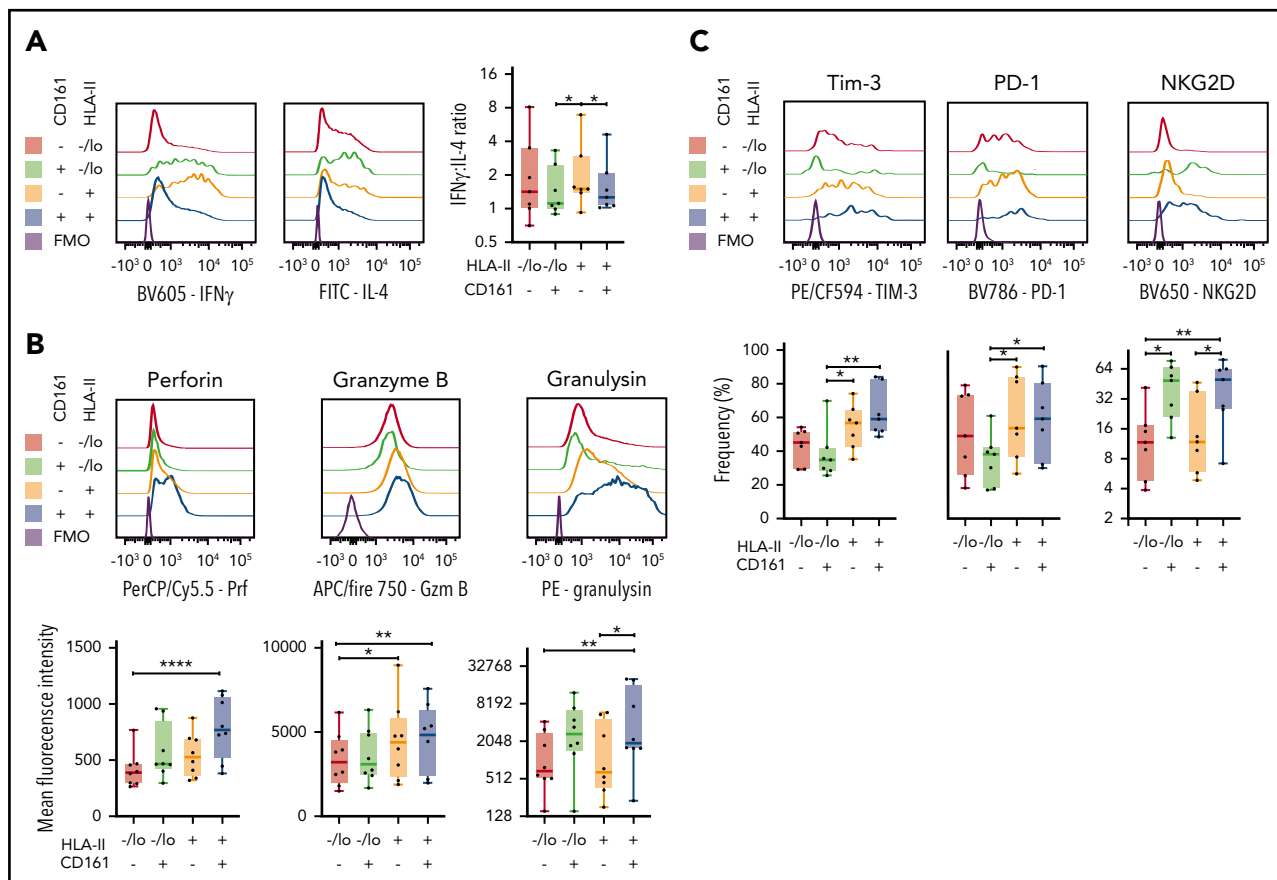 A
CD161
HLA-II
- -/lo
+ -/lo
- +
+ +
FMO
-10³ 0 10³ 10⁴ 10⁵
BV605 - IFNγ
-10³ 0 10³ 10⁴ 10⁵
FITC - IL-4
IFNγ:IL-4 ratio
16
8
4
2
1
0.5
* *
HLA-II -/lo -/lo + +
CD161 - + - +
B
CD161
HLA-II
- -/lo
+ -/lo
- +
+ +
FMO
Perforin
-10³ 0 10³ 10⁴ 10⁵
PerCP/Cy5.5 - Prf
Granzyme B
-10³ 0 10³ 10⁴ 10⁵
APC/fire 750 - Gzm B
Granulysin
-10³ 0 10³ 10⁴ 10⁵
PE - granulysin
Mean fluorecensce intensity
1500
1000
500
0
****
HLA-II -/lo -/lo + +
CD161 - + - +
10000
5000
0
**
*
-/lo -/lo + +
- + - +
32768
8192
2048
512
128
*
**
-/lo -/lo + +
- + - +
C
CD161
HLA-II
- -/lo
+ -/lo
- +
+ +
FMO
Tim-3
-10³ 0 10³ 10⁴ 10⁵
PE/CF594 - TIM-3
PD-1
-10³ 0 10³ 10⁴ 10⁵
BV786 - PD-1
NKG2D
-10³ 0 10³ 10⁴ 10⁵
BV650 - NKG2D
Frequency (%)
100
80
60
40
20
0
**
*
HLA-II -/lo -/lo + +
CD161 - + - +
*
*
-/lo -/lo + +
- + - +
64
32
16
8
4
2
**
* *
-/lo -/lo + +
- + - +